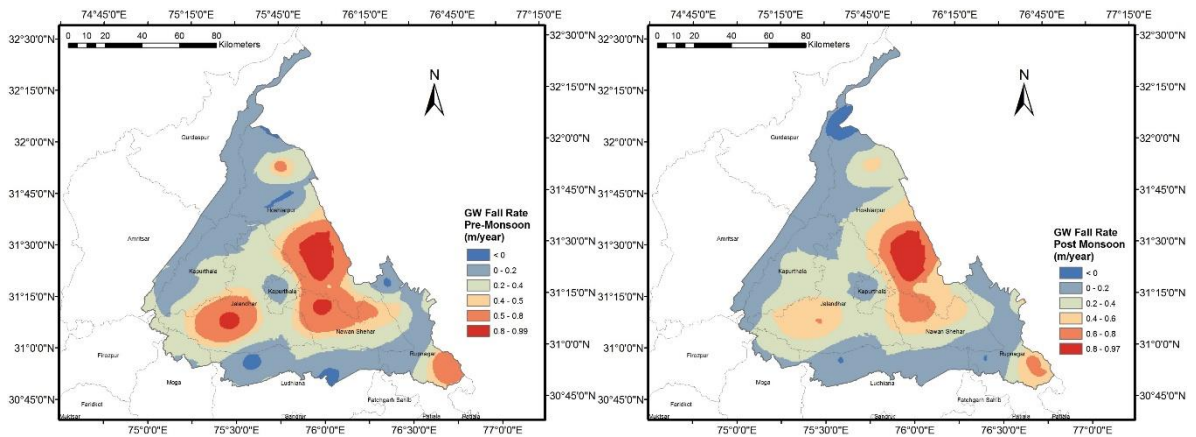 74°45'0"E 75°15'0"E 75°45'0"E 76°15'0"E 76°45'0"E 77°15'0"E
32°30'0"N
0 10 20 40 60 80
Kilometers
32°30'0"N
N
32°15'0"N
32°15'0"N
Gurdaspur
32°0'0"N
32°0'0"N
31°45'0"N
31°45'0"N
Hoshiarpur
Amritsar
31°30'0"N
31°30'0"N
Kapurthala
Kapurthala
31°15'0"N
31°15'0"N
Jalandhar
Nawan Shehar
31°0'0"N
31°0'0"N
Firozpur
Rupnagar
Moga
Ludhiana
Fatehgarh Sahib
30°45'0"N
30°45'0"N
Faridkot
Muktsar
Sangrur
Patiala
Patiala
GW Fall Rate
Pre-Monsoon
(m/year)
< 0
0 - 0.2
0.2 - 0.4
0.4 - 0.5
0.5 - 0.8
0.8 - 0.99
75°0'0"E 75°30'0"E 76°0'0"E 76°30'0"E 77°0'0"E
74°45'0"E 75°15'0"E 75°45'0"E 76°15'0"E 76°45'0"E 77°15'0"E
32°30'0"N
0 10 20 40 60 80
Kilometers
32°30'0"N
N
32°15'0"N
32°15'0"N
Gurdaspur
32°0'0"N
32°0'0"N
31°45'0"N
31°45'0"N
Hoshiarpur
Amritsar
31°30'0"N
31°30'0"N
Kapurthala
Kapurthala
31°15'0"N
31°15'0"N
Jalandhar
Nawan Shehar
31°0'0"N
31°0'0"N
Firozpur
Rupnagar
Moga
Ludhiana
Fatehgarh Sahib
30°45'0"N
30°45'0"N
Faridkot
Muktsar
Sangrur
Patiala
Patiala
GW Fall Rate
Post Monsoon
(m/year)
< 0
0 - 0.2
0.2 - 0.4
0.4 - 0.6
0.6 - 0.8
0.8 - 0.97
75°0'0"E 75°30'0"E 76°0'0"E 76°30'0"E 77°0'0"E